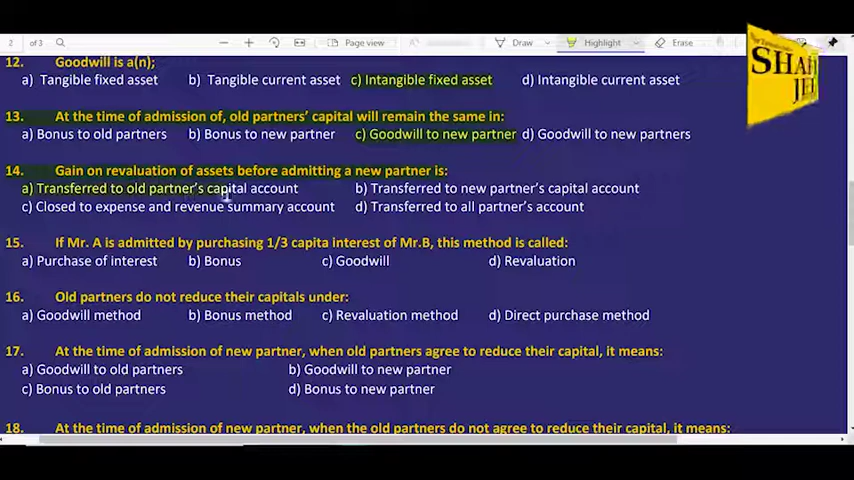 2 of 3 Page view Draw Highlight Erase
12. Goodwill is a(n);
a) Tangible fixed asset b) Tangible current asset c) Intangible fixed asset d) Intangible current asset
13. At the time of admission of, old partners' capital will remain the same in:
a) Bonus to old partners b) Bonus to new partner c) Goodwill to new partner d) Goodwill to new partners
14. Gain on revaluation of assets before admitting a new partner is:
a) Transferred to old partner's capital account b) Transferred to new partner's capital account
c) Closed to expense and revenue summary account d) Transferred to all partner's account
15. If Mr. A is admitted by purchasing 1/3 capita interest of Mr.B, this method is called:
a) Purchase of interest b) Bonus c) Goodwill d) Revaluation
16. Old partners do not reduce their capitals under:
a) Goodwill method b) Bonus method c) Revaluation method d) Direct purchase method
17. At the time of admission of new partner, when old partners agree to reduce their capital, it means:
a) Goodwill to old partners b) Goodwill to new partner
c) Bonus to old partners d) Bonus to new partner
18. At the time of admission of new partner, when the old partners do not agree to reduce their capital, it means: